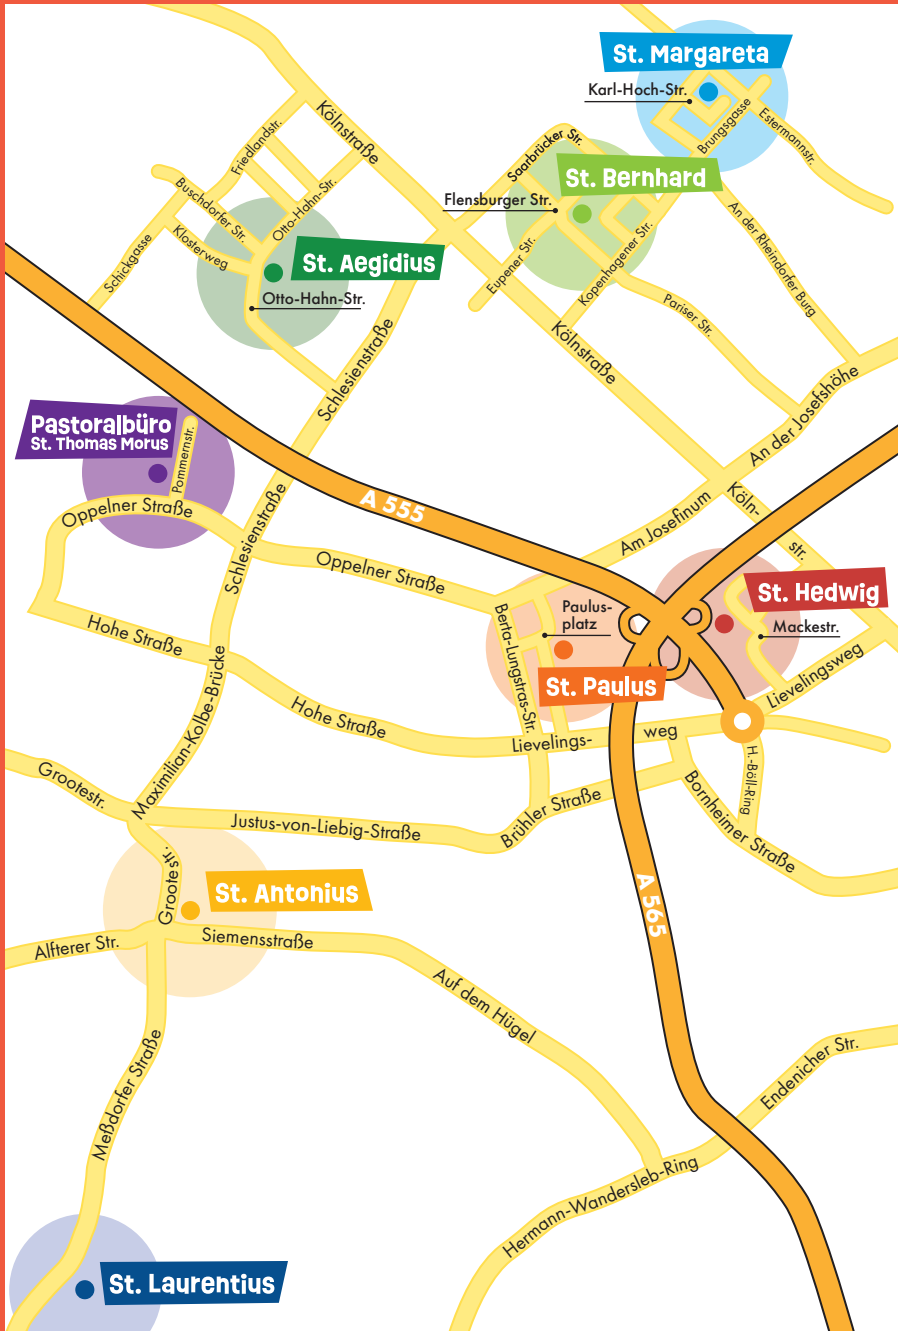 St. Margareta
Karl-Hoch-Str.
Brungsgasse
Estermannstr.
Kölnstraße
Friedlandstr.
Saarbrücker Str.
St. Bernhard
Flensburger Str.
Buschdorfer Str.
Otto-Hahn-Str.
Klosterweg
Schickgasse
St. Aegidius
Otto-Hahn-Str.
Eupener Str.
Kopenhagener Str.
An der Rheindorfer Burg
Pariser Str.
Kölnstraße
Schlesienstraße
An der Josefshöhe
Pastoralbüro
St. Thomas Morus
Pommernstr.
Oppelner Straße
A 555
Schlesienstraße
Am Josefinum
Köln-
str.
Oppelner Straße
St. Hedwig
Mackestr.
Paulus-
platz
Berta-Lungstras-Str.
St. Paulus
Hohe Straße
Lievelingsweg
Maximilian-Kolbe-Brücke
Hohe Straße
Lievelings-
weg
H.-Böll-Ring
Grootestr.
Justus-von-Liebig-Straße
Brühler Straße
Bornheimer Straße
Grootestr.
St. Antonius
A 565
Alfterer Str.
Siemensstraße
Auf dem Hügel
Meßdorfer Straße
Endenicher Str.
Hermann-Wandersleb-Ring
St. Laurentius